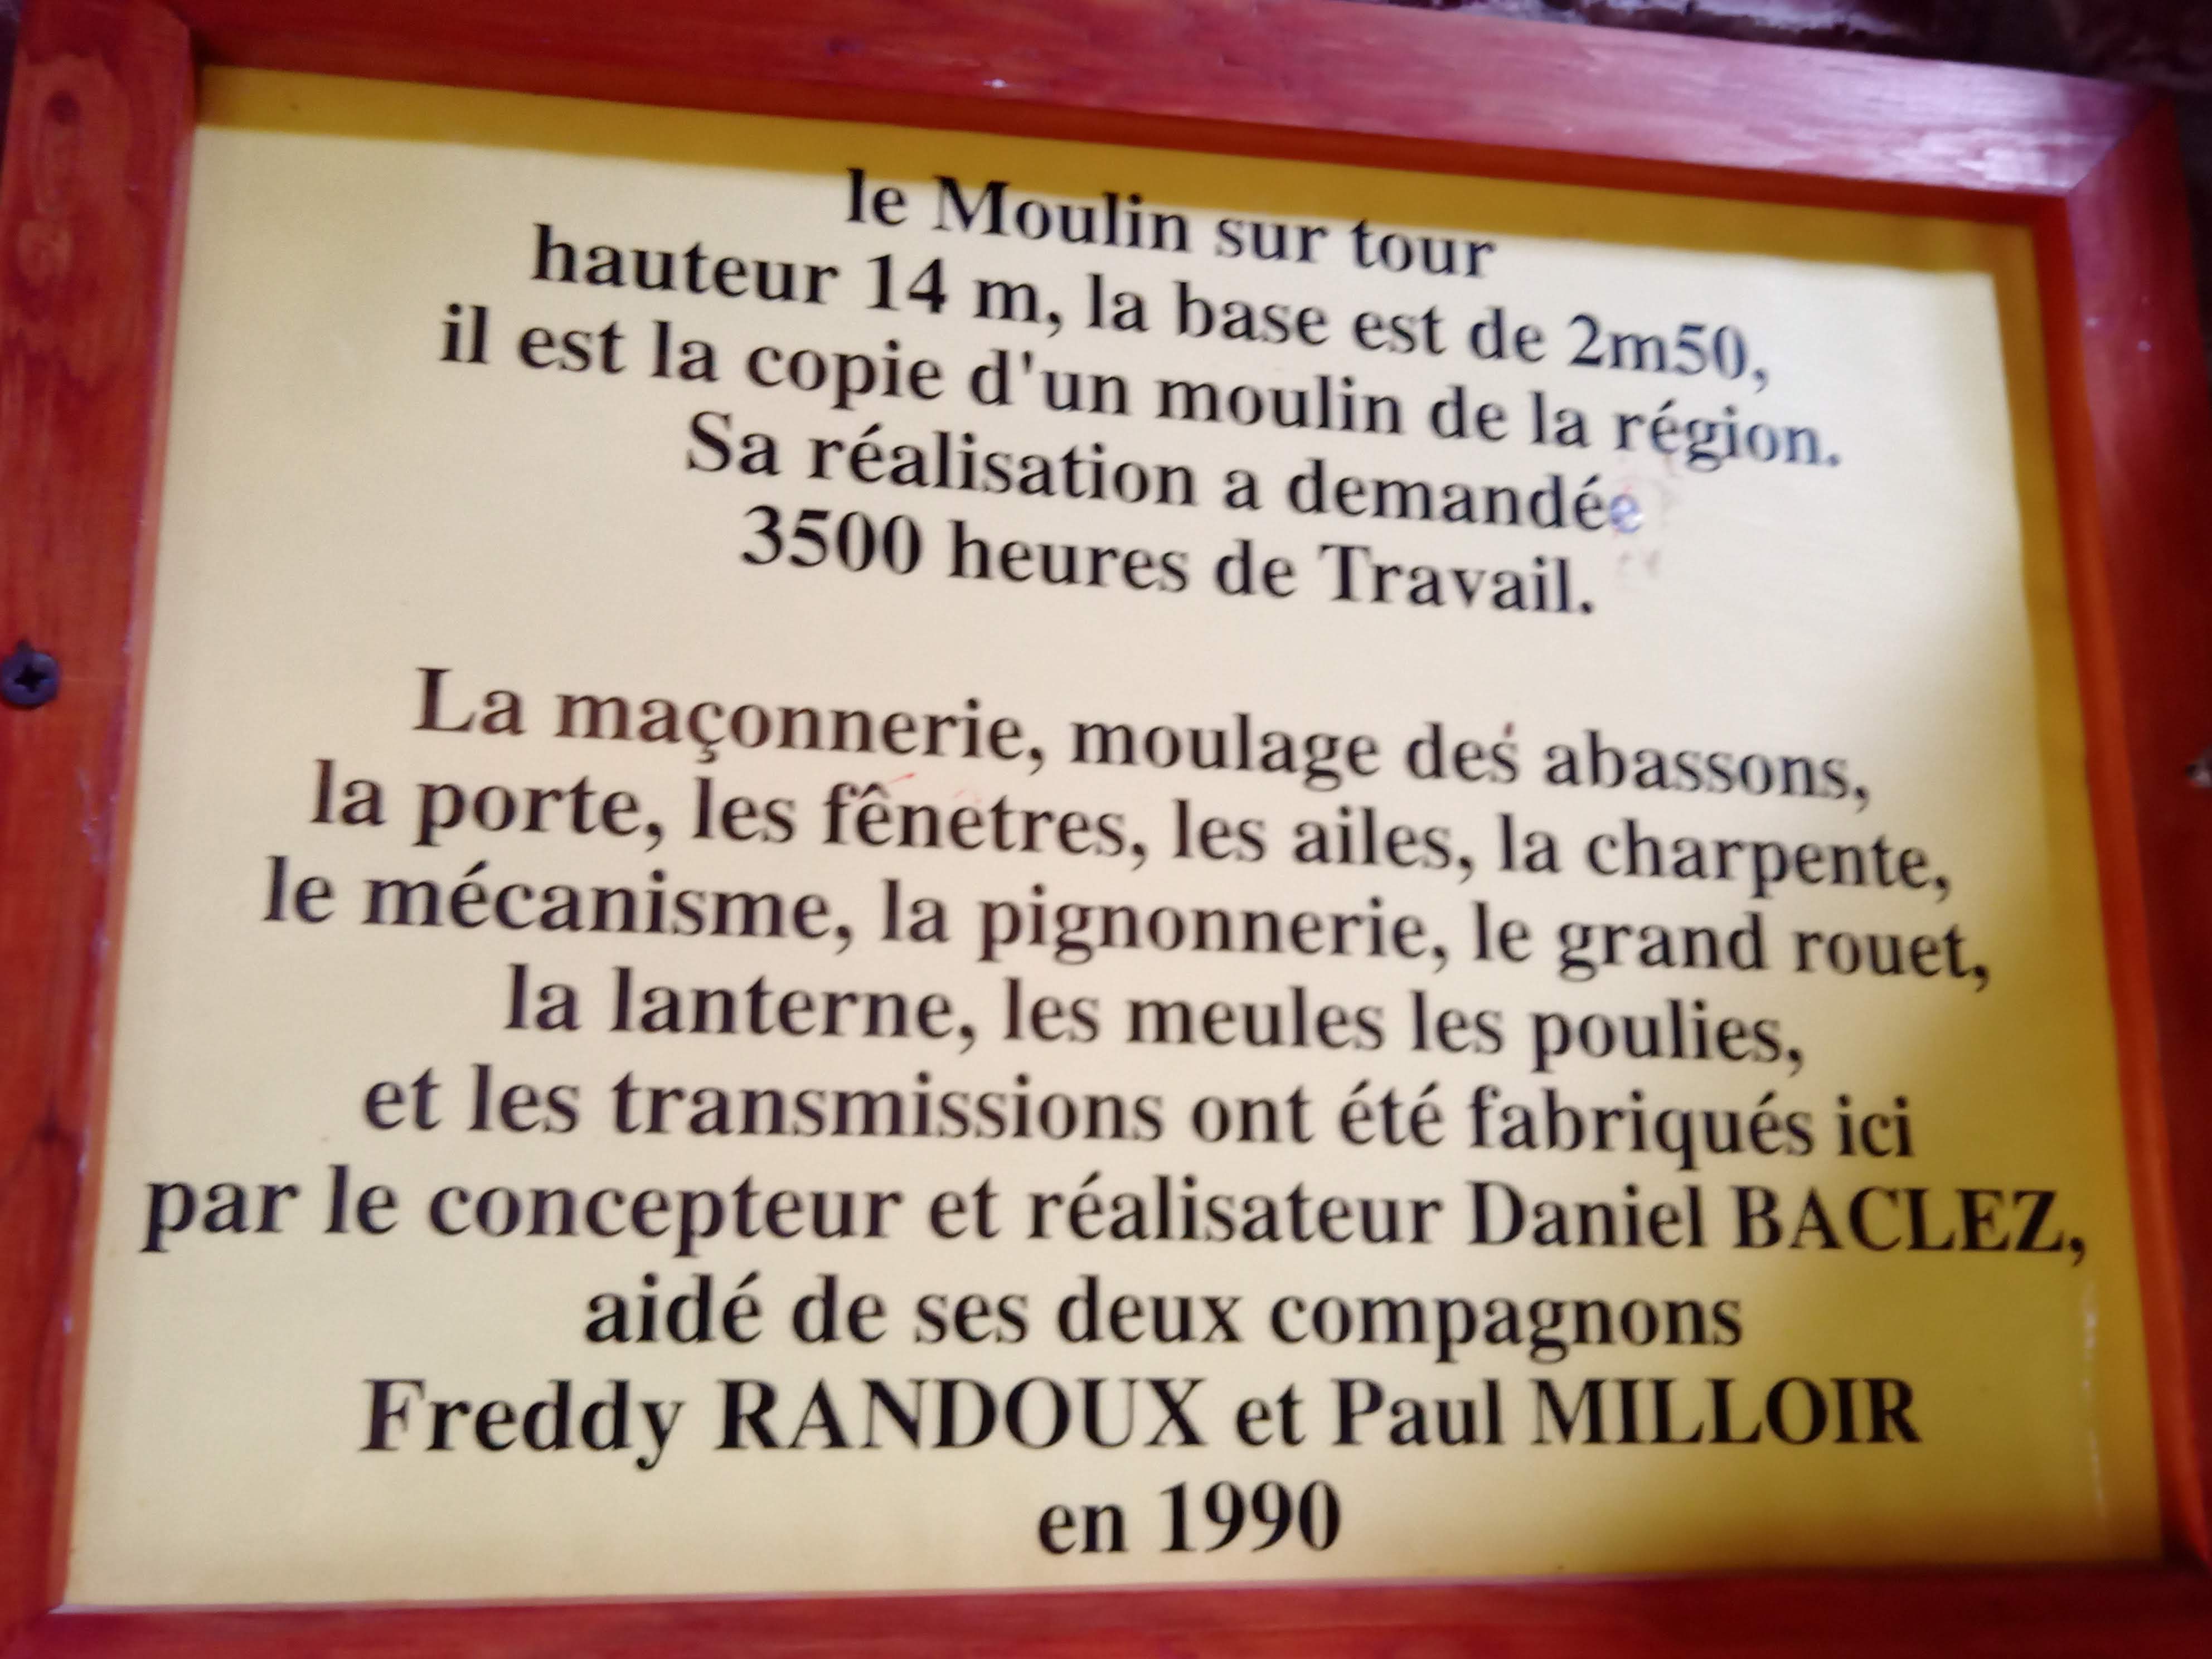 le Moulin sur tour
hauteur 14 m, la base est de 2m50,
il est la copie d'un moulin de la région.
Sa réalisation a demandée
3500 heures de Travail.
La maçonnerie, moulage des abassons,
la porte, les fênetres, les ailes, la charpente,
le mécanisme, la pignonnerie, le grand rouet,
la lanterne, les meules les poulies,
et les transmissions ont été fabriqués ici
par le concepteur et réalisateur Daniel BACLEZ,
aidé de ses deux compagnons
Freddy RANDOUX et Paul MILLOIR
en 1990